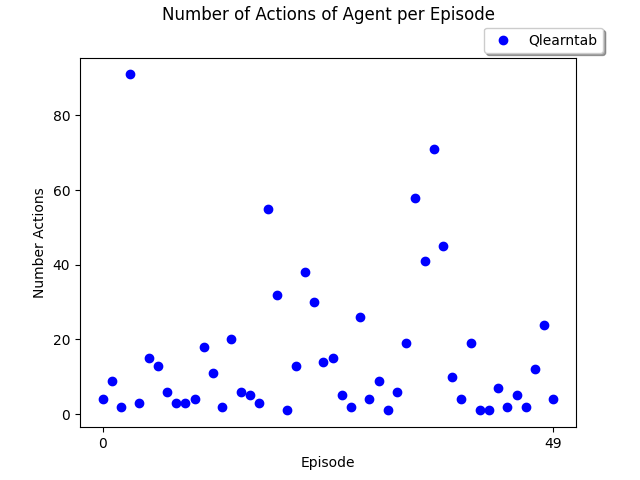 Number of Actions of Agent per Episode
Qlearntab
80
60
40
20
0
Number Actions
0 49
Episode